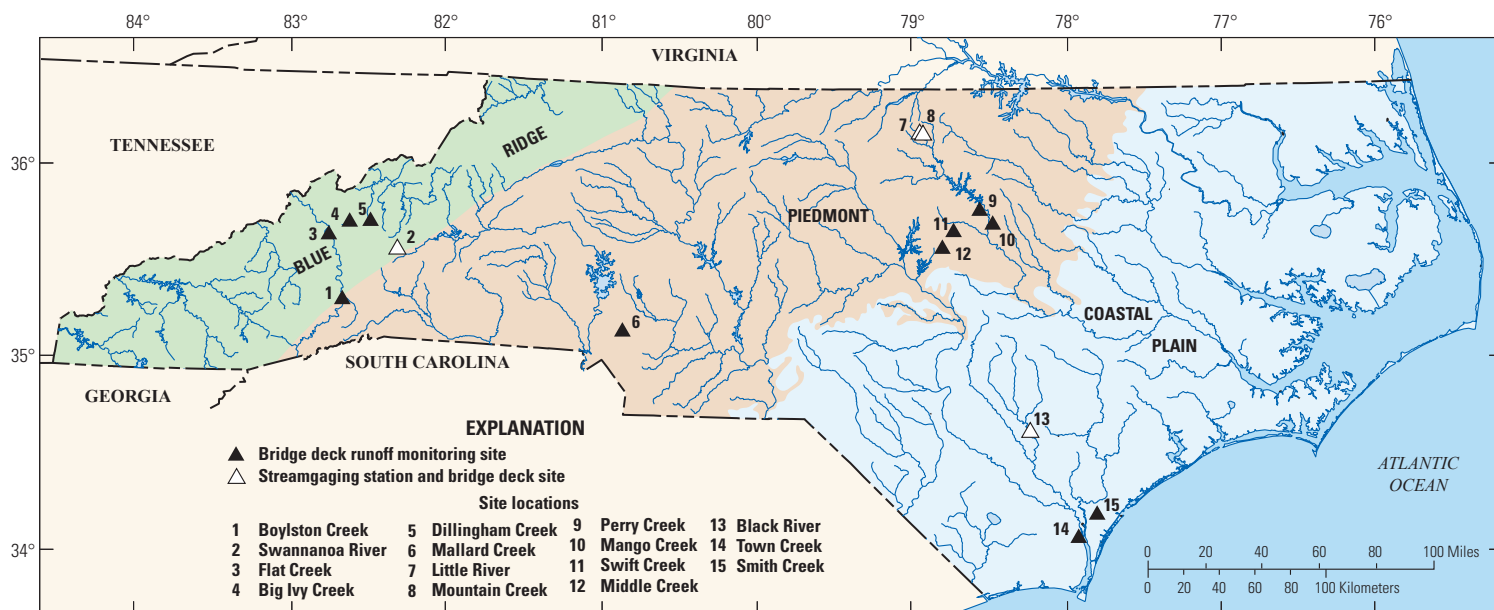 84° 83° 82° 81° 80° 79° 78° 77° 76°
VIRGINIA
TENNESSEE
36°
35°
34°
BLUE RIDGE
PIEDMONT
COASTAL
PLAIN
GEORGIA
SOUTH CAROLINA
ATLANTIC
OCEAN
1
2
3
4
5
6
7
8
9
10
11
12
13
14
15
EXPLANATION
Bridge deck runoff monitoring site
Streamgaging station and bridge deck site
Site locations
1 Boylston Creek
2 Swannanoa River
3 Flat Creek
4 Big Ivy Creek
5 Dillingham Creek
6 Mallard Creek
7 Little River
8 Mountain Creek
9 Perry Creek
10 Mango Creek
11 Swift Creek
12 Middle Creek
13 Black River
14 Town Creek
15 Smith Creek
0 20 40 60 80 100 Miles
0 20 40 60 80 100 Kilometers